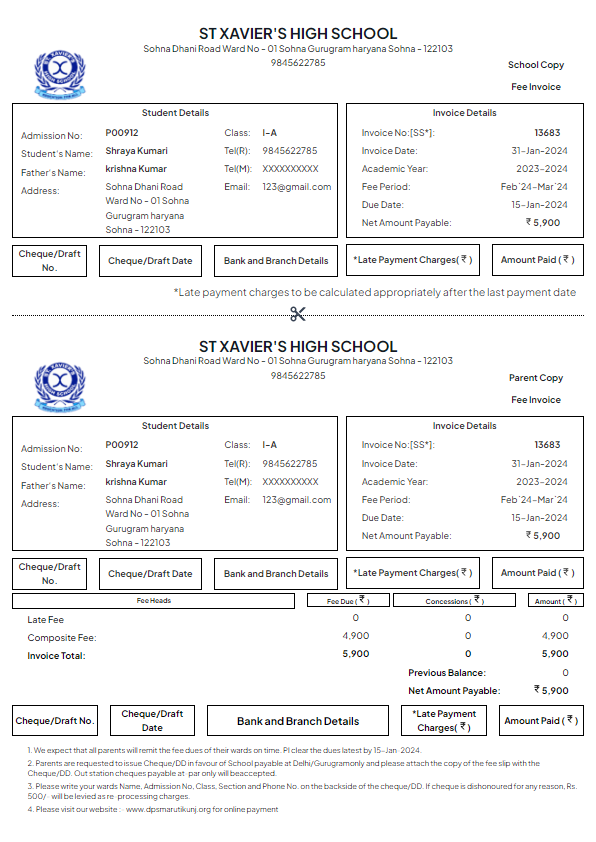 ST XAVIER'S HIGH SCHOOL
Sohna Dhani Road Ward No - 01 Sohna Gurugram haryana Sohna - 122103
9845622785
School Copy
Fee Invoice
ST. XAVIER'S
HIGH SCHOOL
Student Details
Admission No: P00912 Class: I-A
Student's Name: Shraya Kumari Tel(R): 9845622785
Father's Name: krishna Kumar Tel(M): XXXXXXXXXX
Address: Sohna Dhani Road Email: 123@gmail.com
Ward No - 01 Sohna
Gurugram haryana
Sohna - 122103
Invoice Details
Invoice No:[SS*]: 13683
Invoice Date: 31-Jan-2024
Academic Year: 2023-2024
Fee Period: Feb`24-Mar`24
Due Date: 15-Jan-2024
Net Amount Payable: ₹ 5,900
Cheque/Draft
No.
Cheque/Draft Date
Bank and Branch Details
*Late Payment Charges( ₹ )
Amount Paid ( ₹ )
*Late payment charges to be calculated appropriately after the last payment date
ST XAVIER'S HIGH SCHOOL
Sohna Dhani Road Ward No - 01 Sohna Gurugram haryana Sohna - 122103
9845622785
Parent Copy
Fee Invoice
ST. XAVIER'S
HIGH SCHOOL
Student Details
Admission No: P00912 Class: I-A
Student's Name: Shraya Kumari Tel(R): 9845622785
Father's Name: krishna Kumar Tel(M): XXXXXXXXXX
Address: Sohna Dhani Road Email: 123@gmail.com
Ward No - 01 Sohna
Gurugram haryana
Sohna - 122103
Invoice Details
Invoice No:[SS*]: 13683
Invoice Date: 31-Jan-2024
Academic Year: 2023-2024
Fee Period: Feb`24-Mar`24
Due Date: 15-Jan-2024
Net Amount Payable: ₹ 5,900
Cheque/Draft
No.
Cheque/Draft Date
Bank and Branch Details
*Late Payment Charges( ₹ )
Amount Paid ( ₹ )
Fee Heads Fee Due ( ₹ ) Concessions ( ₹ ) Amount ( ₹ )
Late Fee 0 0 0
Composite Fee: 4,900 0 4,900
Invoice Total: 5,900 0 5,900
Previous Balance: 0
Net Amount Payable: ₹ 5,900
Cheque/Draft No.
Cheque/Draft
Date
Bank and Branch Details
*Late Payment
Charges( ₹ )
Amount Paid ( ₹ )
1. We expect that all parents will remit the fee dues of their wards on time. Pl clear the dues latest by 15-Jan-2024.
2. Parents are requested to issue Cheque/DD in favour of School payable at Delhi/Gurugramonly and please attach the copy of the fee slip with the
Cheque/DD. Out station cheques payable at-par only will beaccepted.
3. Please write your wards Name, Admission No, Class, Section and Phone No. on the backside of the cheque/DD. If cheque is dishonoured for any reason, Rs.
500/- will be levied as re-processing charges.
4. Please visit our website :- www.dpsmarutikunj.org for online payment